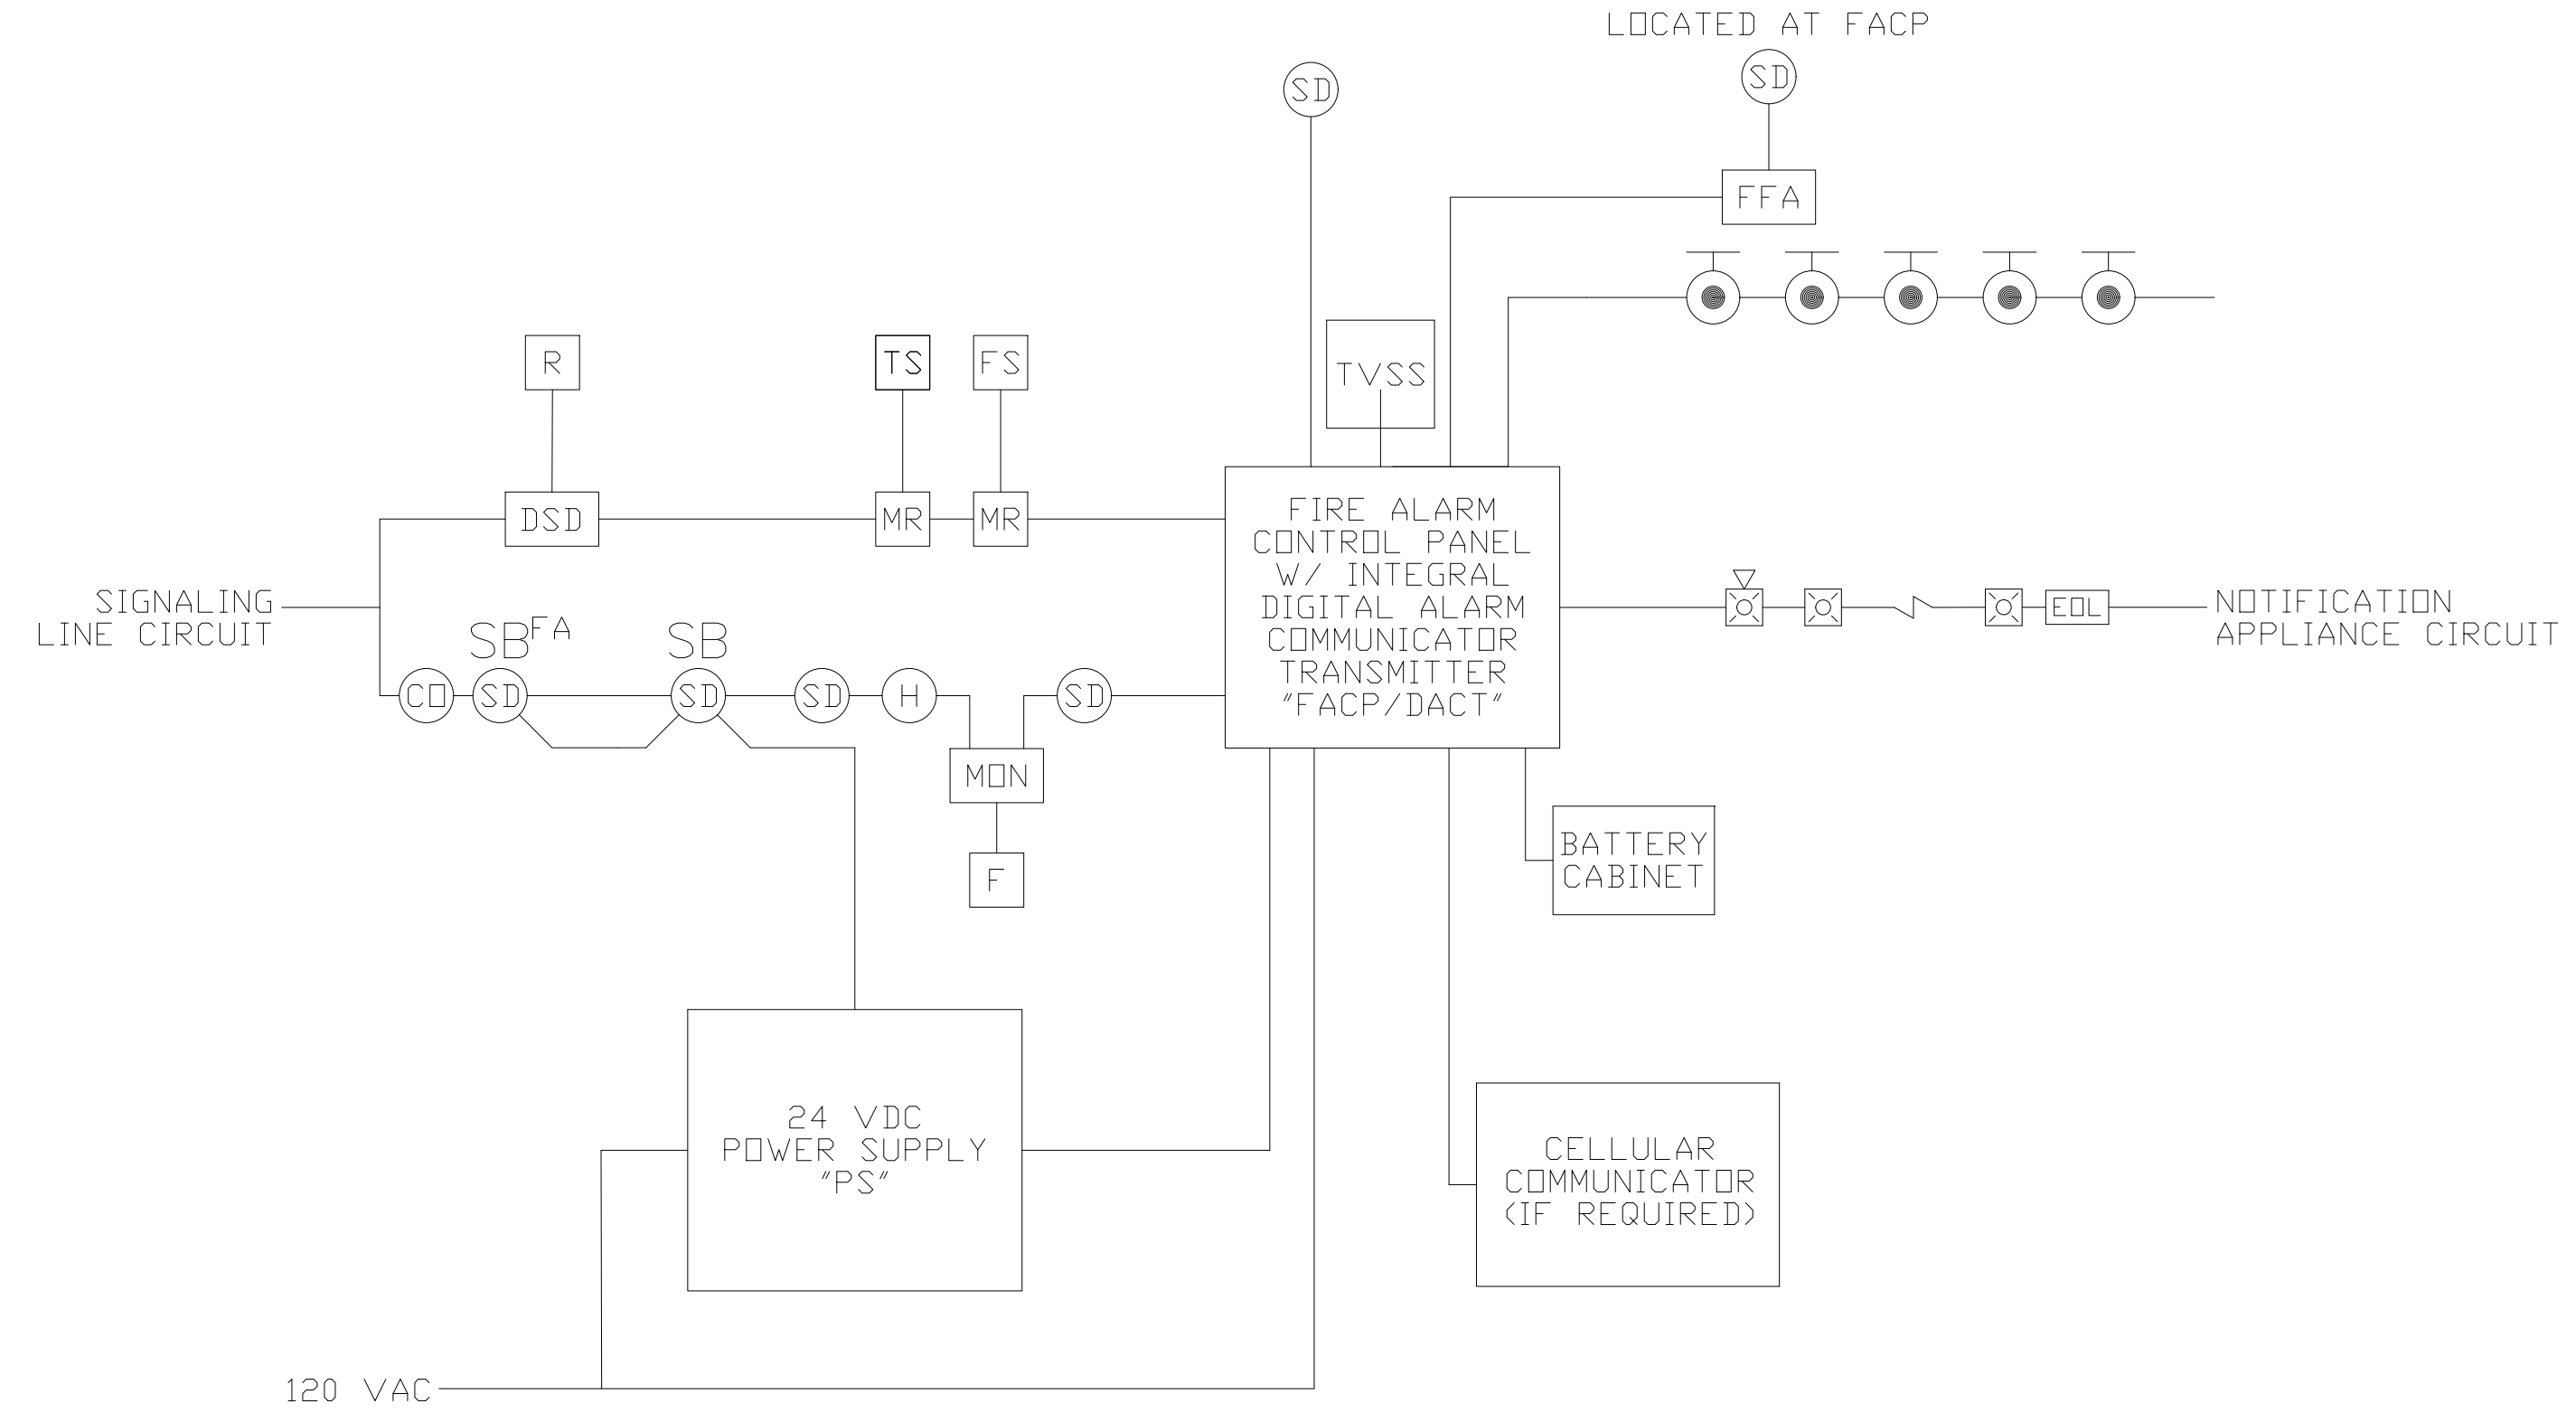 LOCATED AT FACP
SD
SD
FFA
TVSS
R
TS
FS
DSD
MR
MR
FIRE ALARM
CONTROL PANEL
W/ INTEGRAL
DIGITAL ALARM
COMMUNICATOR
TRANSMITTER
"FACP/DACT"
SIGNALING
LINE CIRCUIT
EOL
NOTIFICATION
APPLIANCE CIRCUIT
SB FA
SB
CO
SD
SD
SD
H
SD
MON
F
BATTERY
CABINET
24 VDC
POWER SUPPLY
"PS"
CELLULAR
COMMUNICATOR
(IF REQUIRED)
120 VAC